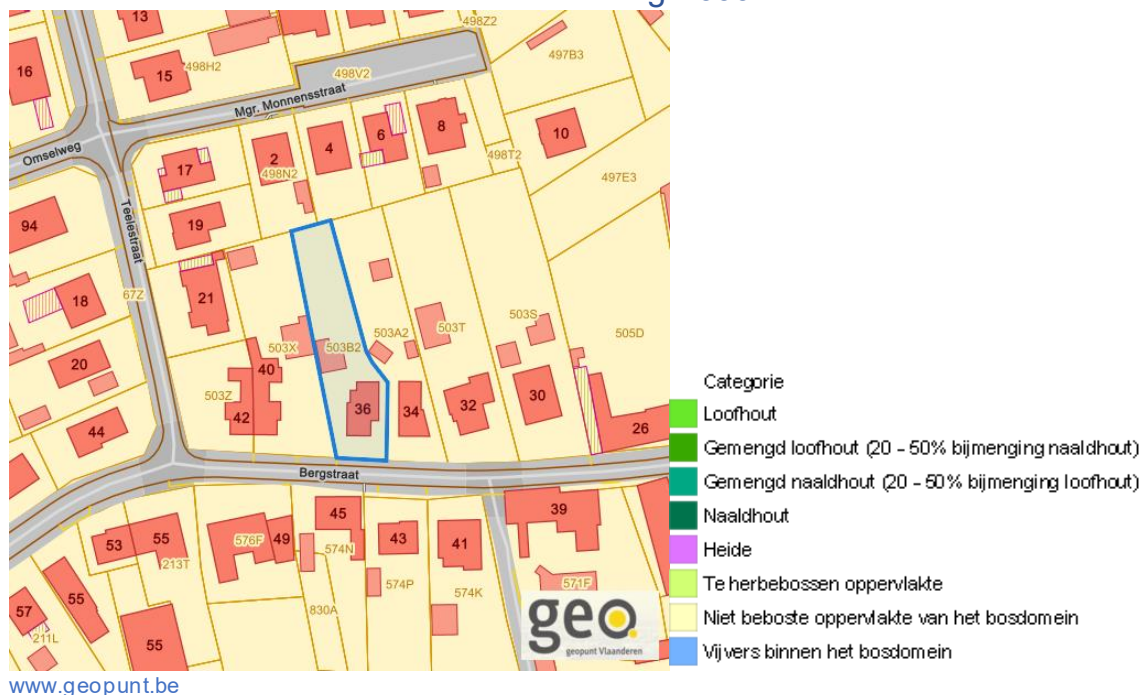 13
498Z2
497B3
16
15
498H2
498V2
Mgr. Monnensstraat
Omselweg
2
498N2
4
6
8
10
498T2
17
497E3
94
Teelestraat
19
18
67Z
21
503X
503B2
503A2
503T
503S
505D
20
40
503Z
42
36
34
32
30
26
44
Bergstraat
53
55
213T
576F
49
45
574N
43
41
39
574P
574K
571F
55
57
211L
830A
55
geo
geopunt Vlaanderen
Categorie
Loofhout
Gemengd loofhout (20 - 50% bijmenging naaldhout)
Gemengd naaldhout (20 - 50% bijmenging loofhout)
Naaldhout
Heide
Te herbebossen oppervlakte
Niet beboste oppervlakte van het bosdomein
Vijvers binnen het bosdomein
www.geopunt.be